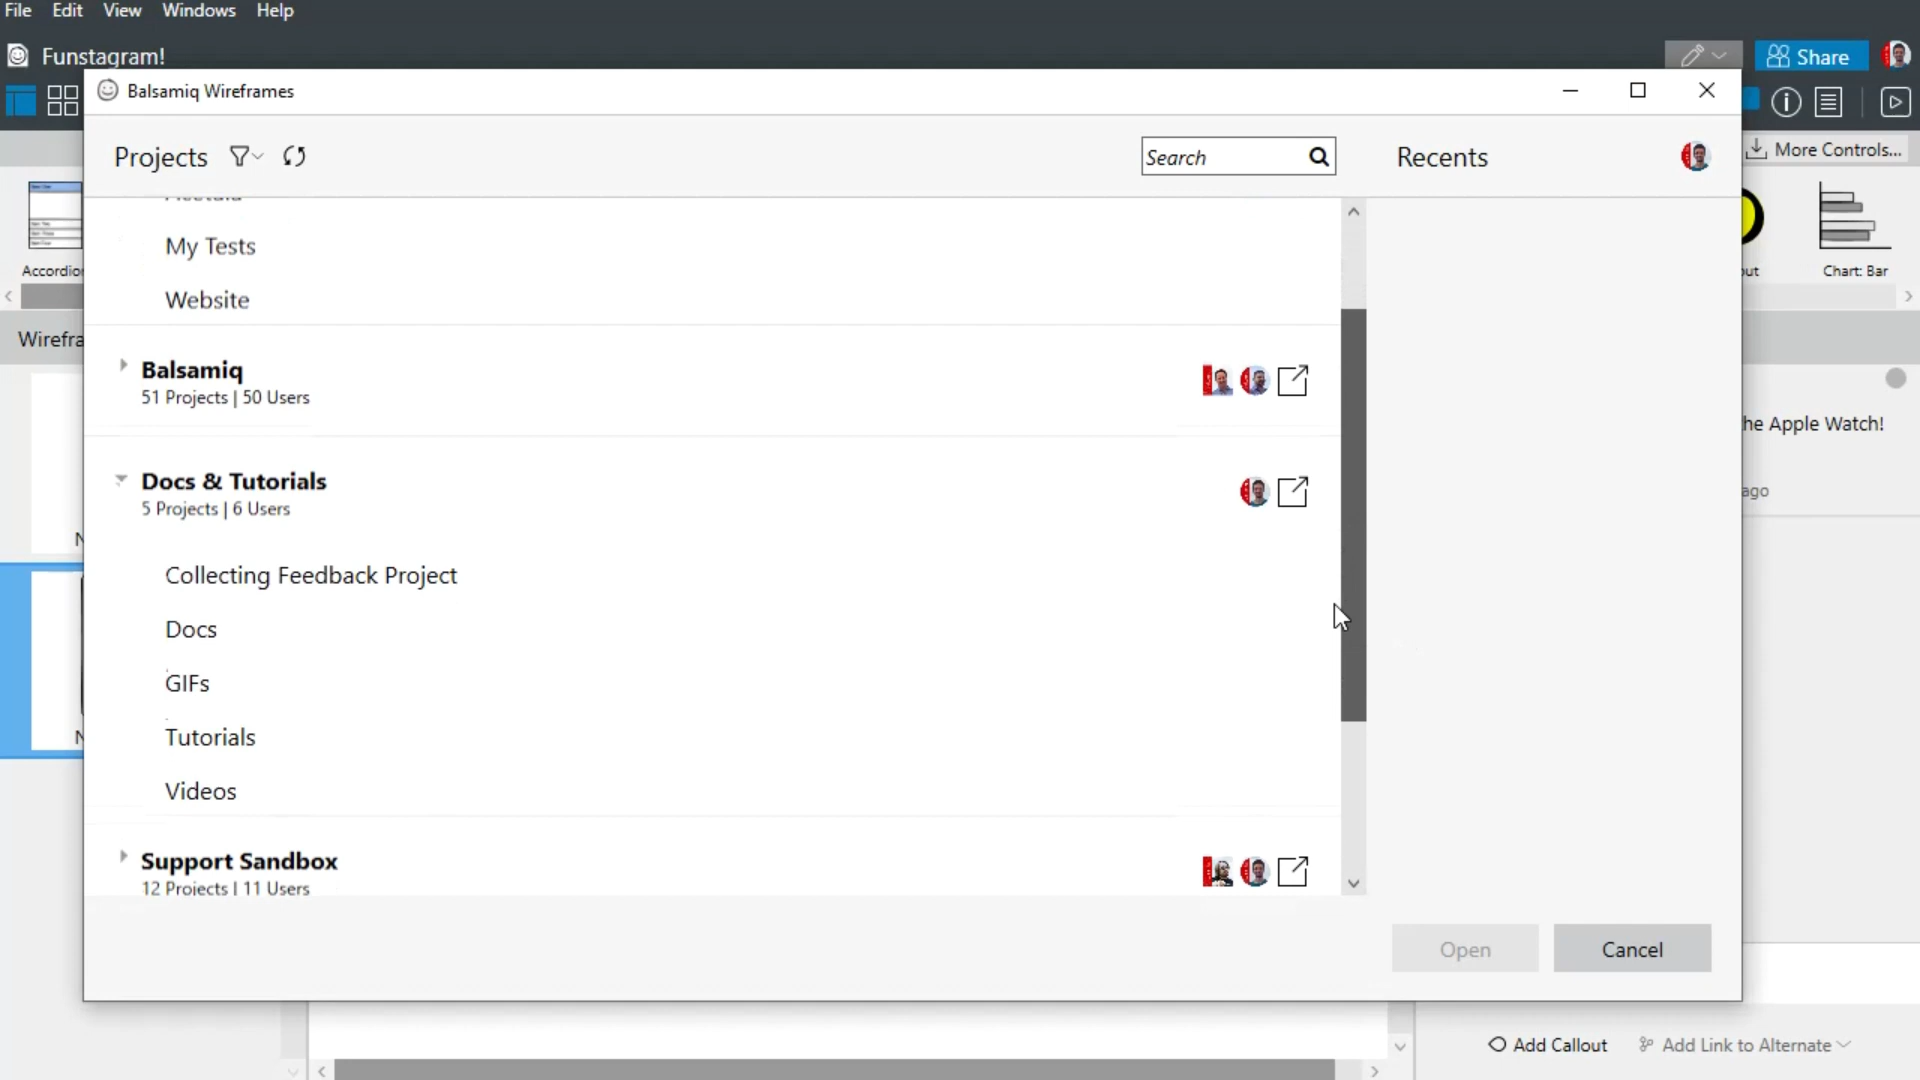 File Edit View Windows Help
Funstagram!
Share
Balsamiq Wireframes
Projects
Search
Recents
More Controls...
My Tests
Website
Chart: Bar
Balsamiq
51 Projects | 50 Users
he Apple Watch!
Docs & Tutorials
5 Projects | 6 Users
ago
Collecting Feedback Project
Docs
GIFs
Tutorials
Videos
Support Sandbox
12 Projects | 11 Users
Open
Cancel
Add Callout
Add Link to Alternate
Accordion
Wirefra